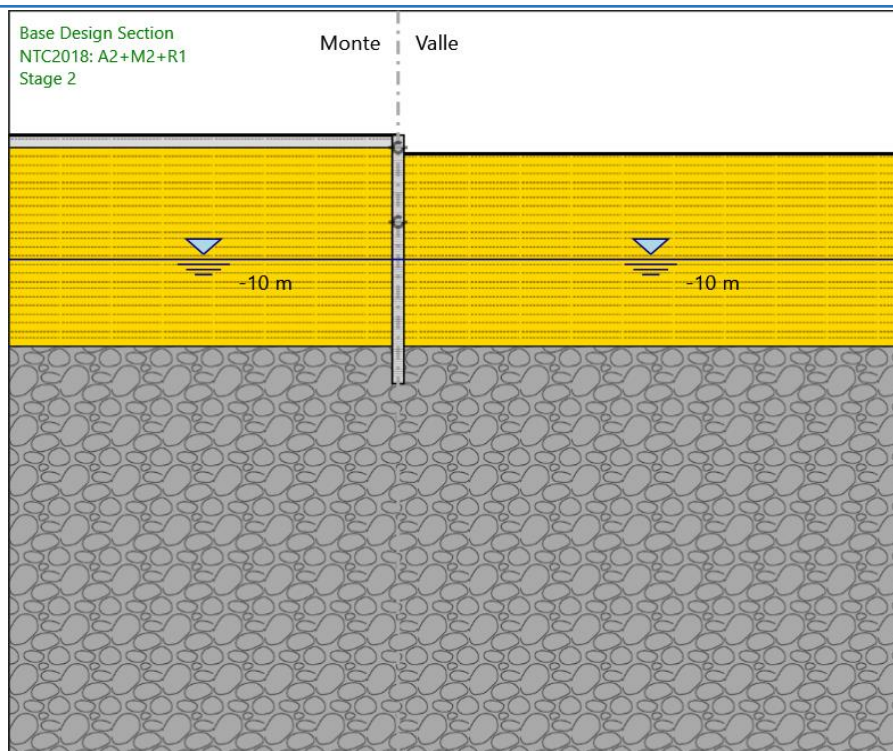 Base Design Section
NTC2018: A2+M2+R1
Stage 2
Monte Valle
-10 m -10 m